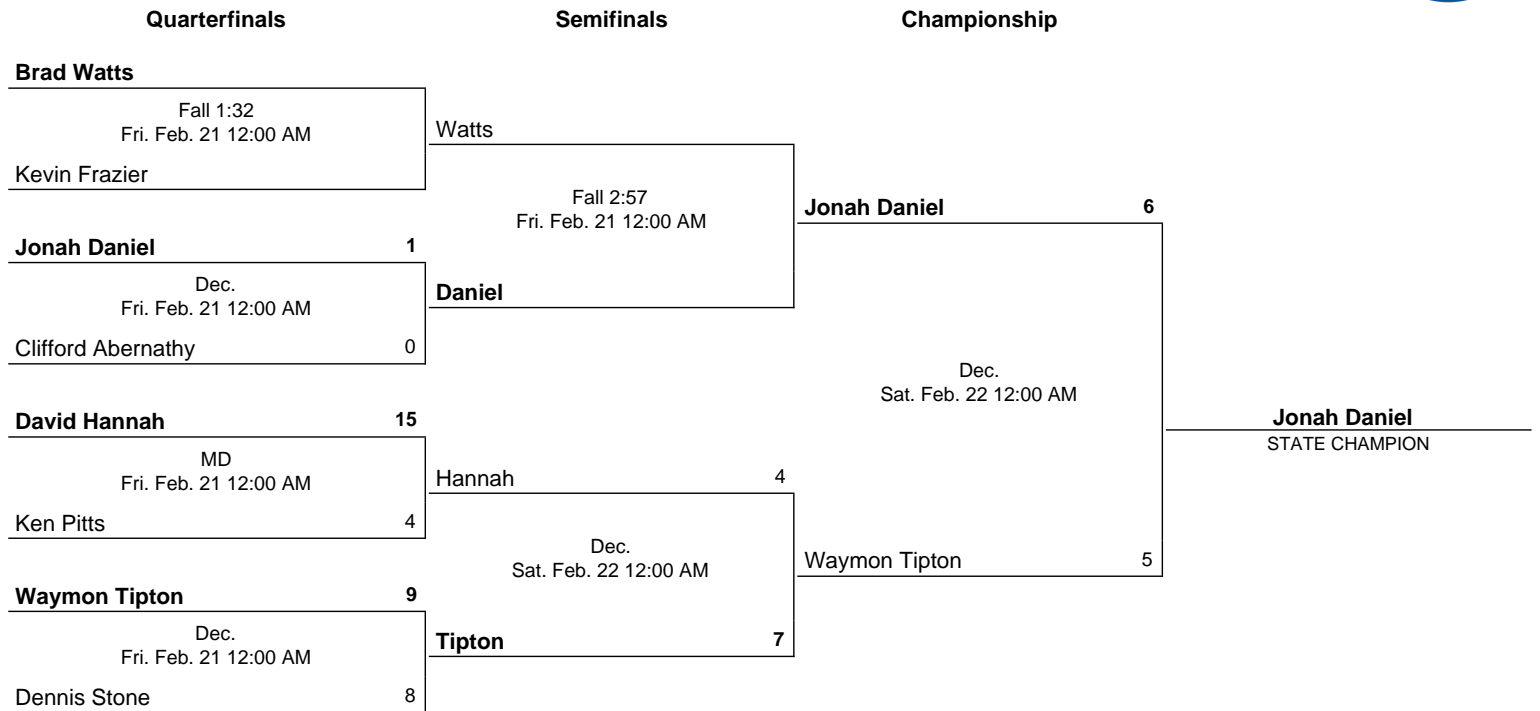 Quarterfinals
Semifinals
Championship
Brad Watts
Fall 1:32
Fri. Feb. 21 12:00 AM
Kevin Frazier
Watts
Fall 2:57
Fri. Feb. 21 12:00 AM
Jonah Daniel 6
Jonah Daniel 1
Dec.
Fri. Feb. 21 12:00 AM
Daniel
Clifford Abernathy 0
Dec.
Sat. Feb. 22 12:00 AM
Jonah Daniel
STATE CHAMPION
David Hannah 15
MD
Fri. Feb. 21 12:00 AM
Hannah 4
Ken Pitts 4
Dec.
Sat. Feb. 22 12:00 AM
Waymon Tipton 5
Waymon Tipton 9
Dec.
Fri. Feb. 21 12:00 AM
Tipton 7
Dennis Stone 8